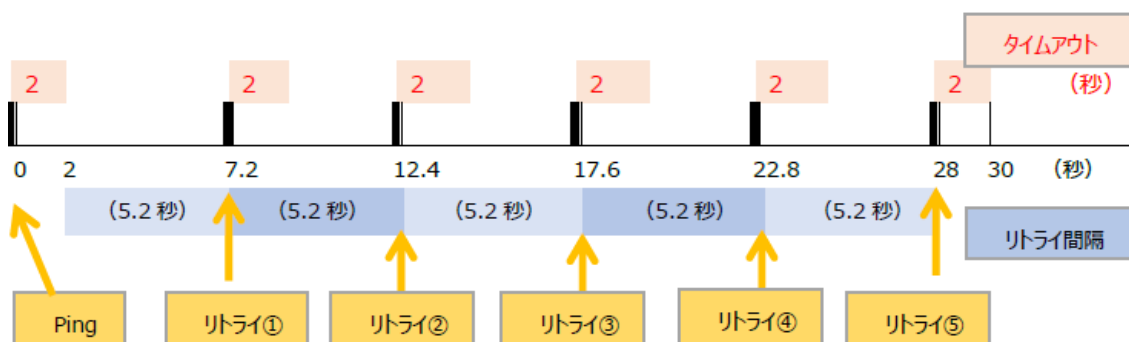 タイムアウト
2
2
2
2
2
2
(秒)
0
2
7.2
12.4
17.6
22.8
28
30
(秒)
(5.2 秒)
(5.2 秒)
(5.2 秒)
(5.2 秒)
(5.2 秒)
リトライ間隔
Ping
リトライ①
リトライ②
リトライ③
リトライ④
リトライ⑤